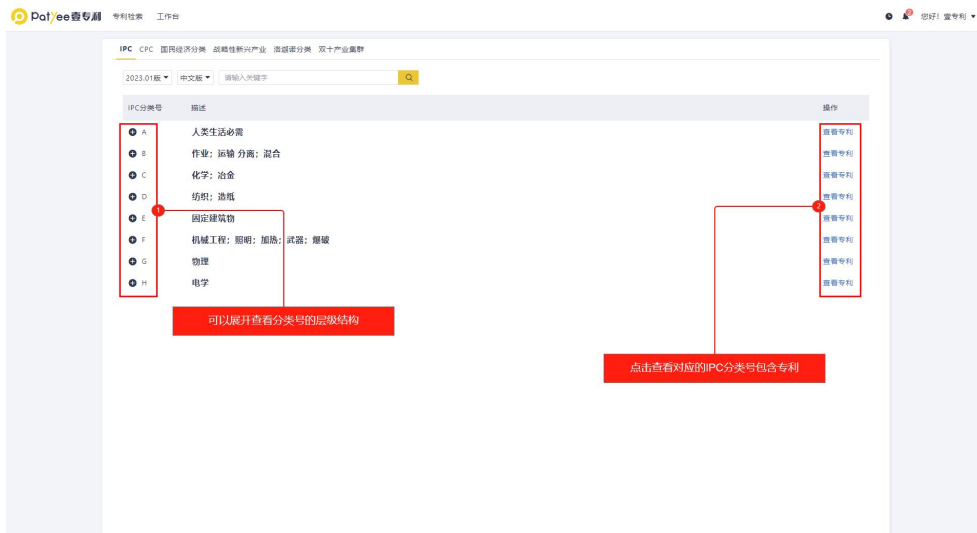 Patyee壹专利 专利检索 工作台 2 您好！壹专利
IPC CPC 国民经济分类 战略性新兴产业 洛迦诺分类 双十产业集群
2023.01版 中文版 请输入关键字
IPC分类号 描述 操作
A 人类生活必需 查看专利
B 作业；运输 分离；混合 查看专利
C 化学；冶金 查看专利
D 纺织；造纸 查看专利
1 2
E 固定建筑物 查看专利
F 机械工程；照明；加热；武器；爆破 查看专利
G 物理 查看专利
H 电学 查看专利
可以展开查看分类号的层级结构
点击查看对应的IPC分类号包含专利